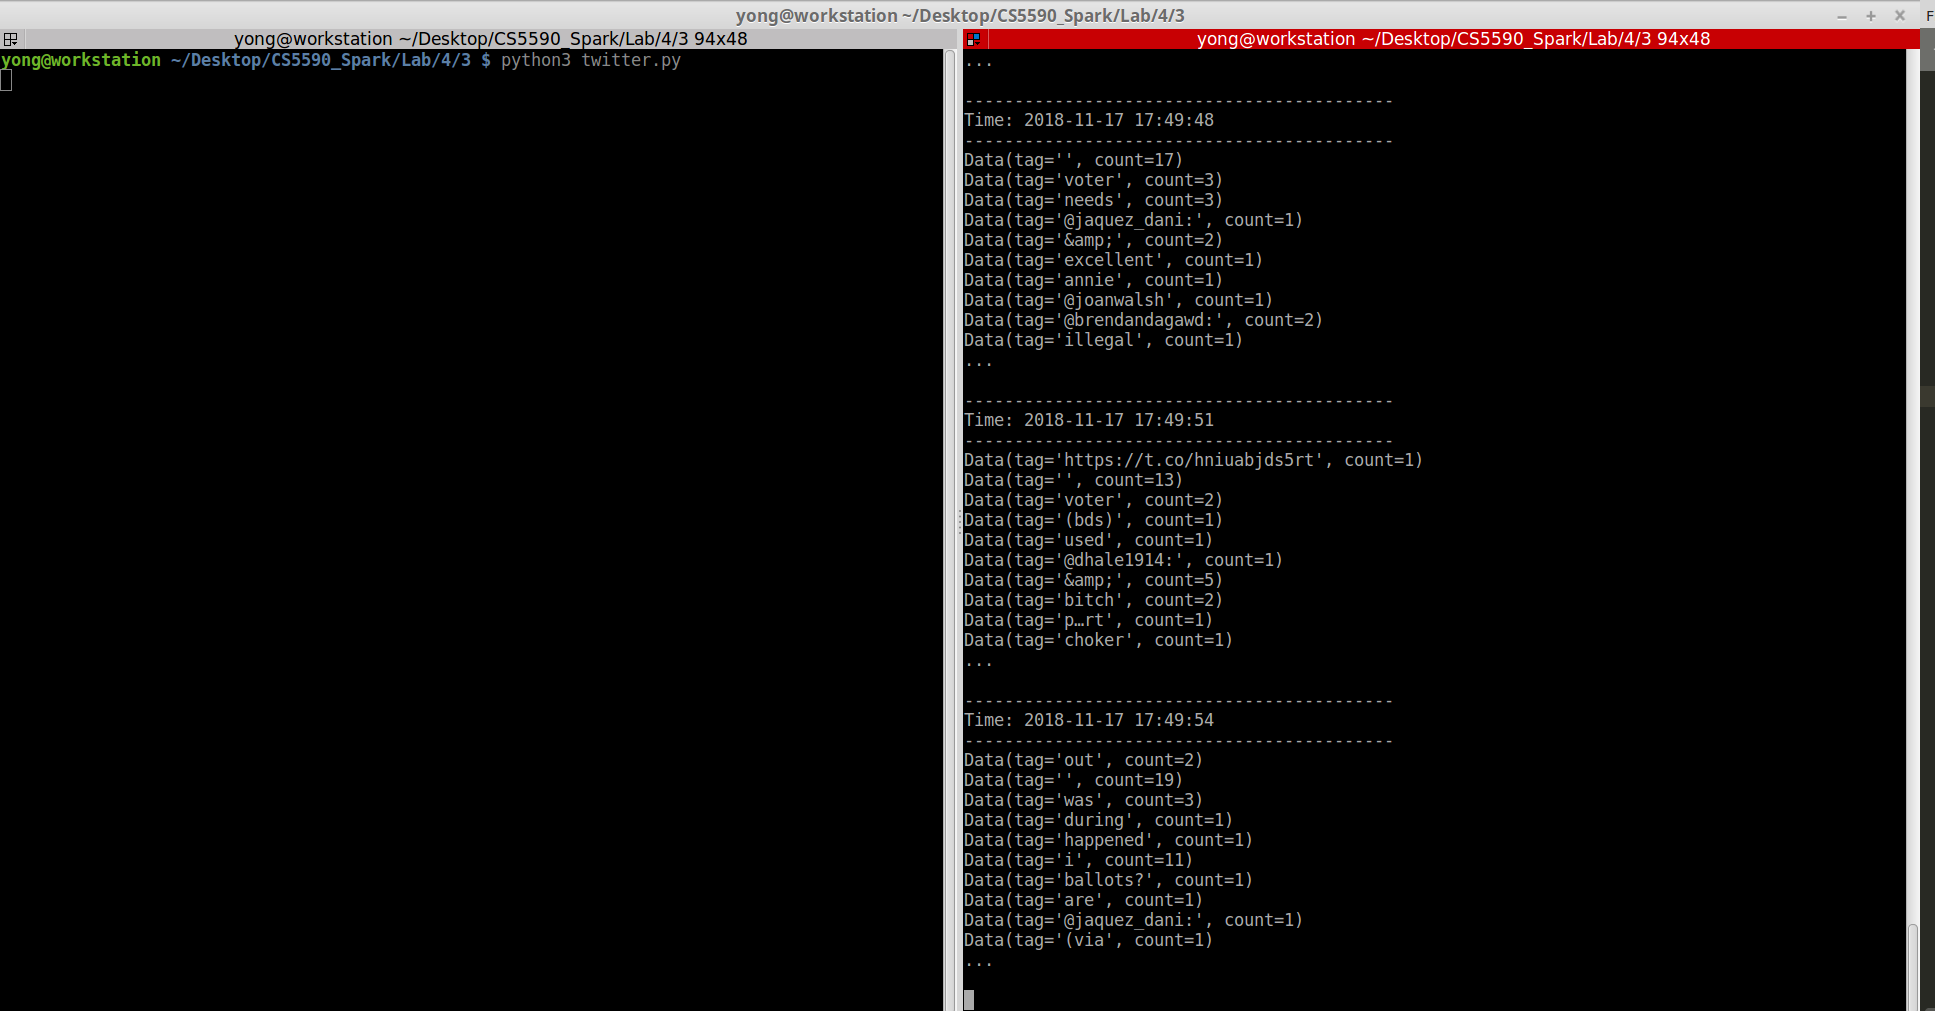 yong@workstation ~/Desktop/CS5590_Spark/Lab/4/3
F
yong@workstation ~/Desktop/CS5590_Spark/Lab/4/3 94x48
yong@workstation ~/Desktop/CS5590_Spark/Lab/4/3 $ python3 twitter.py
yong@workstation ~/Desktop/CS5590_Spark/Lab/4/3 94x48
...
-------------------------------------------
Time: 2018-11-17 17:49:48
-------------------------------------------
Data(tag='', count=17)
Data(tag='voter', count=3)
Data(tag='needs', count=3)
Data(tag='@jaquez_dani:', count=1)
Data(tag='&amp;', count=2)
Data(tag='excellent', count=1)
Data(tag='annie', count=1)
Data(tag='@joanwalsh', count=1)
Data(tag='@brendandagawd:', count=2)
Data(tag='illegal', count=1)
...
-------------------------------------------
Time: 2018-11-17 17:49:51
-------------------------------------------
Data(tag='https://t.co/hniuabjds5rt', count=1)
Data(tag='', count=13)
Data(tag='voter', count=2)
Data(tag='(bds)', count=1)
Data(tag='used', count=1)
Data(tag='@dhale1914:', count=1)
Data(tag='&amp;', count=5)
Data(tag='bitch', count=2)
Data(tag='p…rt', count=1)
Data(tag='choker', count=1)
...
-------------------------------------------
Time: 2018-11-17 17:49:54
-------------------------------------------
Data(tag='out', count=2)
Data(tag='', count=19)
Data(tag='was', count=3)
Data(tag='during', count=1)
Data(tag='happened', count=1)
Data(tag='i', count=11)
Data(tag='ballots?', count=1)
Data(tag='are', count=1)
Data(tag='@jaquez_dani:', count=1)
Data(tag='(via', count=1)
...